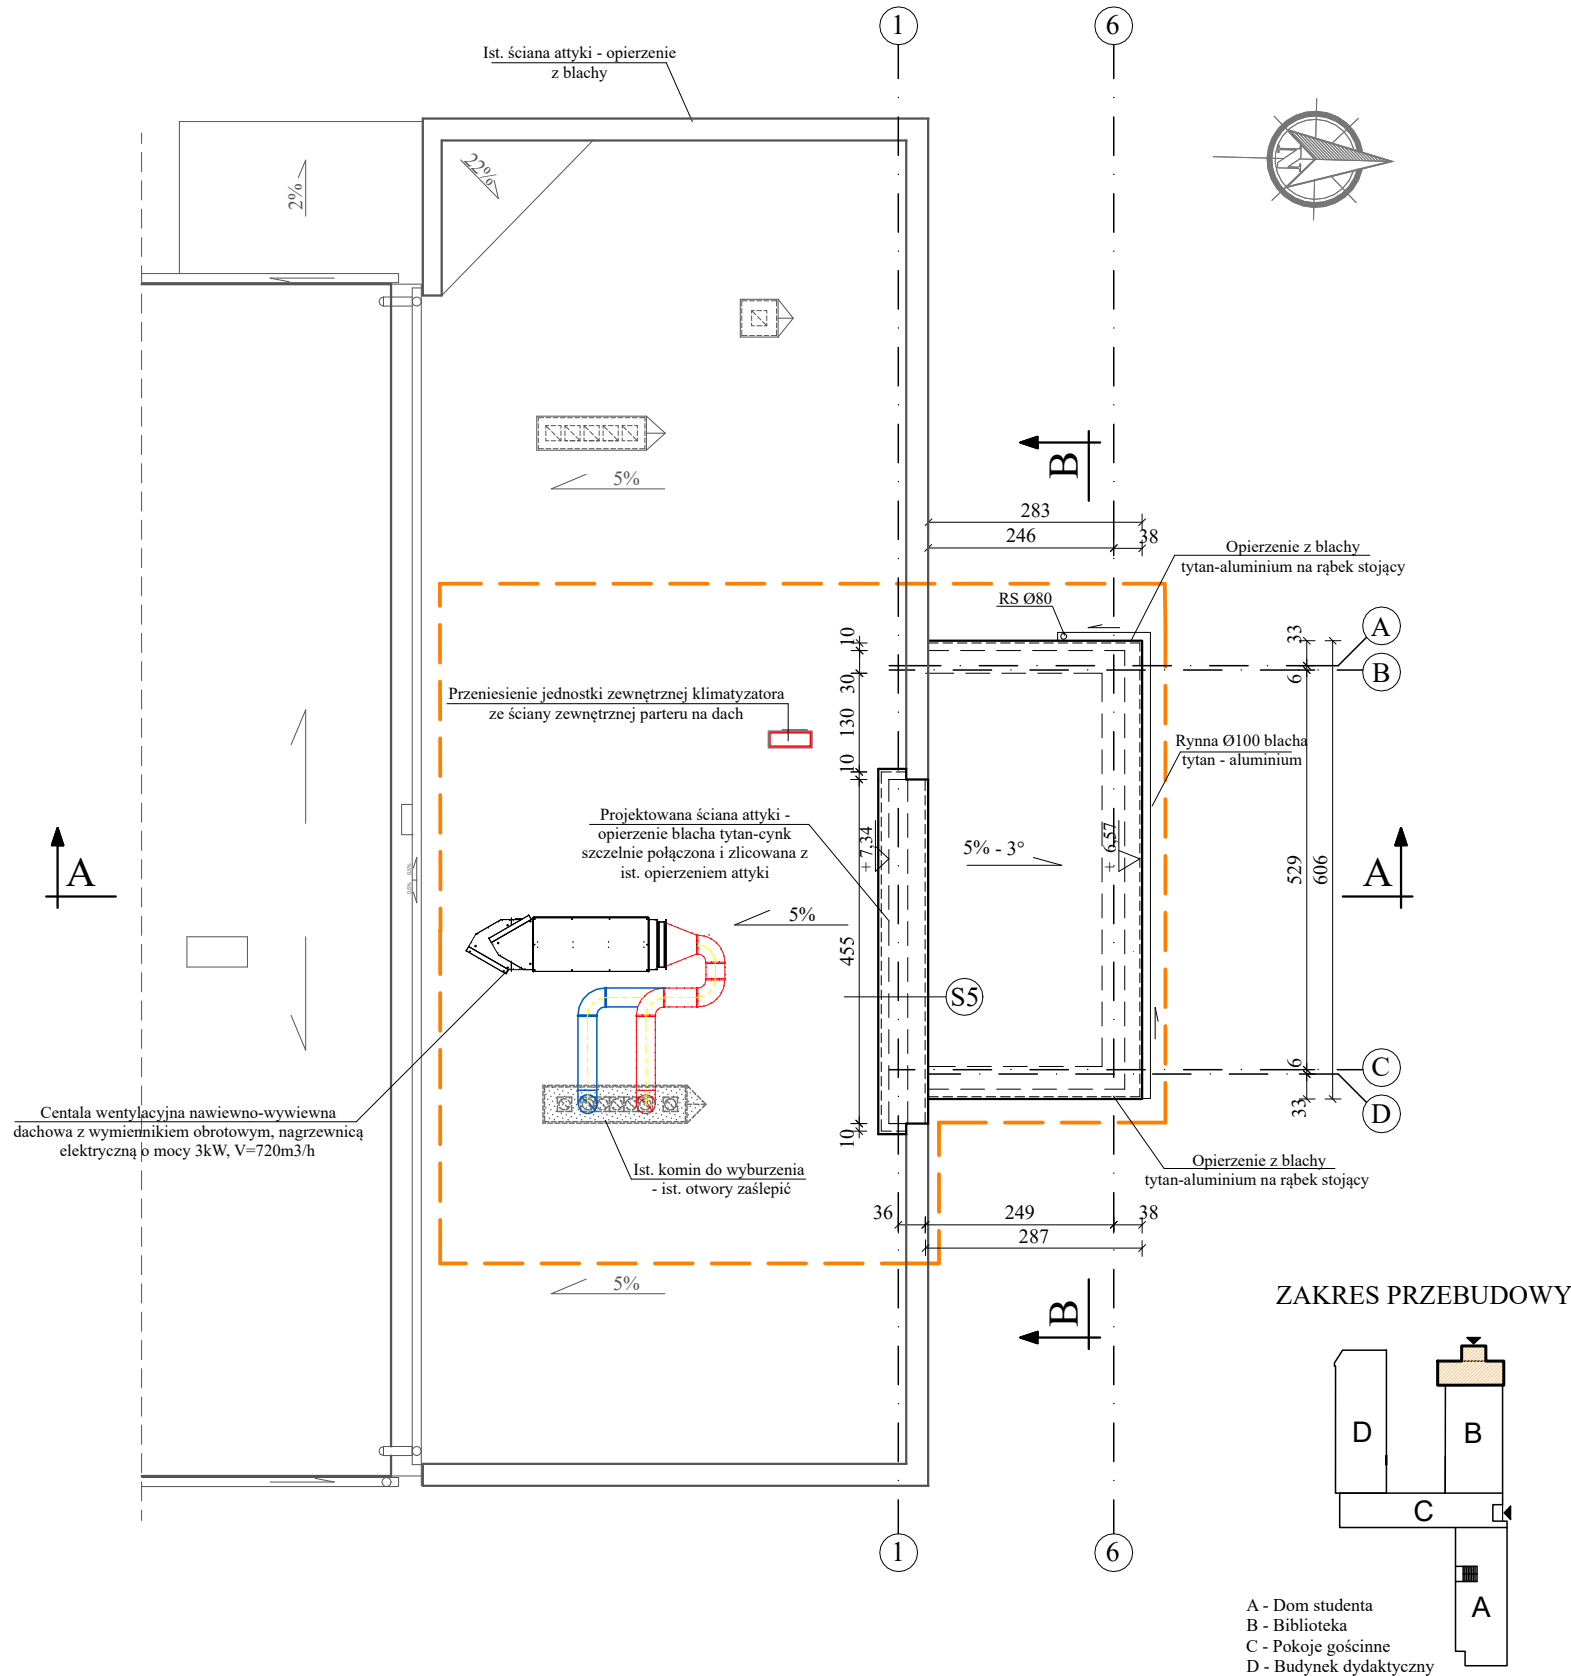 1
6
Ist. ściana attyki - opierzenie
z blachy
N
2%
22%
5%
B
283
246
38
Opierzenie z blachy
tytan-aluminium na rąbek stojący
RS Ø80
A
B
33
6
10
30
130
10
Przeniesienie jednostki zewnętrznej klimatyzatora
ze ściany zewnętrznej parteru na dach
Rynna Ø100 blacha
tytan - aluminium
Projektowana ściana attyki -
opierzenie blacha tytan-cynk
szczelnie połączona i zlicowana z
ist. opierzeniem attyki
+ 7,34
5% - 3°
+ 6,57
529
606
A
A
0.0%
0.0%
5%
455
S5
6
33
C
D
10
Centala wentylacyjna nawiewno-wywiewna
dachowa z wymiennikiem obrotowym, nagrzewnicą
elektryczną o mocy 3kW, V=720m3/h
Ist. komin do wyburzenia
- ist. otwory zaślepić
Opierzenie z blachy
tytan-aluminium na rąbek stojący
36
249
38
287
5%
B
ZAKRES PRZEBUDOWY
D
B
C
A
1
6
A - Dom studenta
B - Biblioteka
C - Pokoje gościnne
D - Budynek dydaktyczny